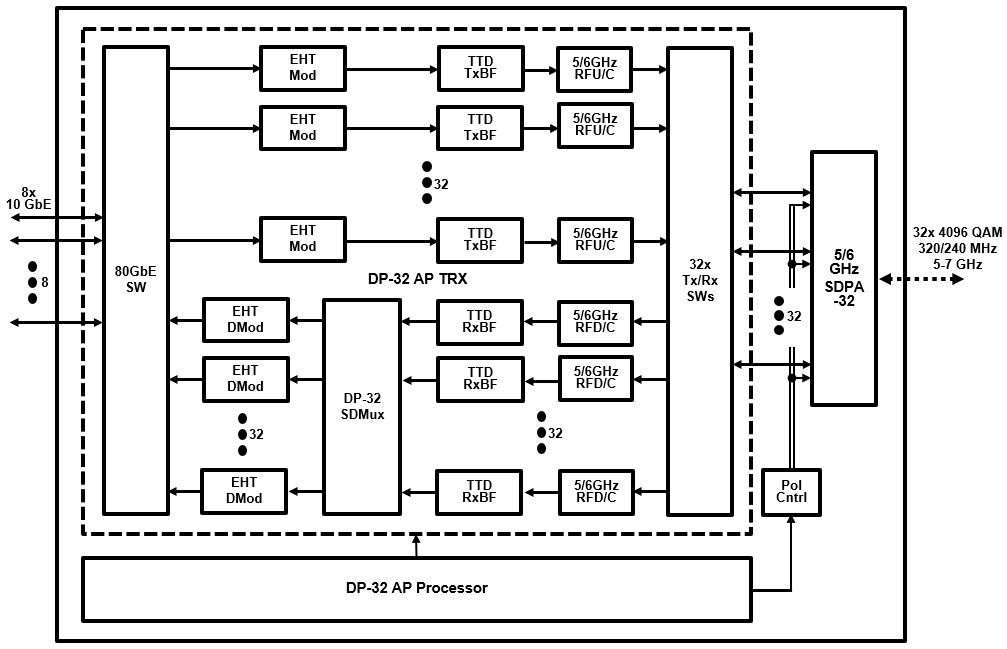 8x
10 GbE
8
80GbE
SW
EHT
Mod
TTD
TxBF
5/6GHz
RFU/C
EHT
Mod
TTD
TxBF
5/6GHz
RFU/C
32
EHT
Mod
TTD
TxBF
5/6GHz
RFU/C
DP-32 AP TRX
EHT
DMod
TTD
RxBF
5/6GHz
RFD/C
EHT
DMod
TTD
RxBF
5/6GHz
RFD/C
DP-32
SDMux
32
32
EHT
DMod
TTD
RxBF
5/6GHz
RFD/C
32x
Tx/Rx
SWs
32
5/6
GHz
SDPA
-32
32x 4096 QAM
320/240 MHz
5-7 GHz
Pol
Cntrl
DP-32 AP Processor